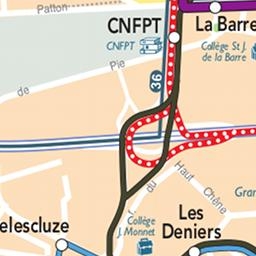 Patton
CNFPT
La Barre
CNFPT
Collège St J.
de la Barre
36
Pie
de
Haut Chêne
du
Gran
elescluze
Collège
J. Monnet
Les
Deniers